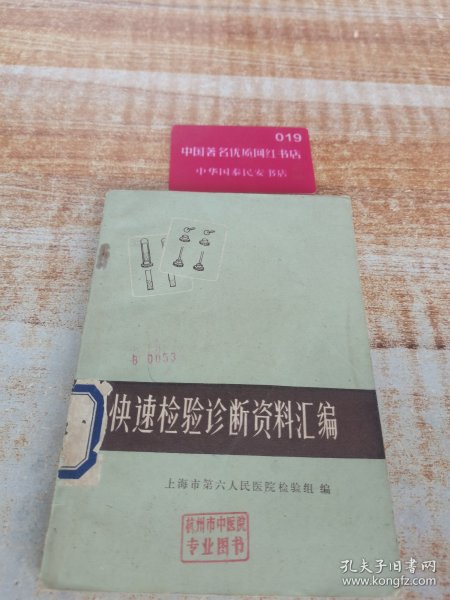 019
中国著名优质网红书店
中华国泰民安书店
B 0033
快速检验诊断资料汇编
上海市第六人民医院检验组 编
杭州市中医院
专业图书
孔夫子旧书网
www.kongfz.com